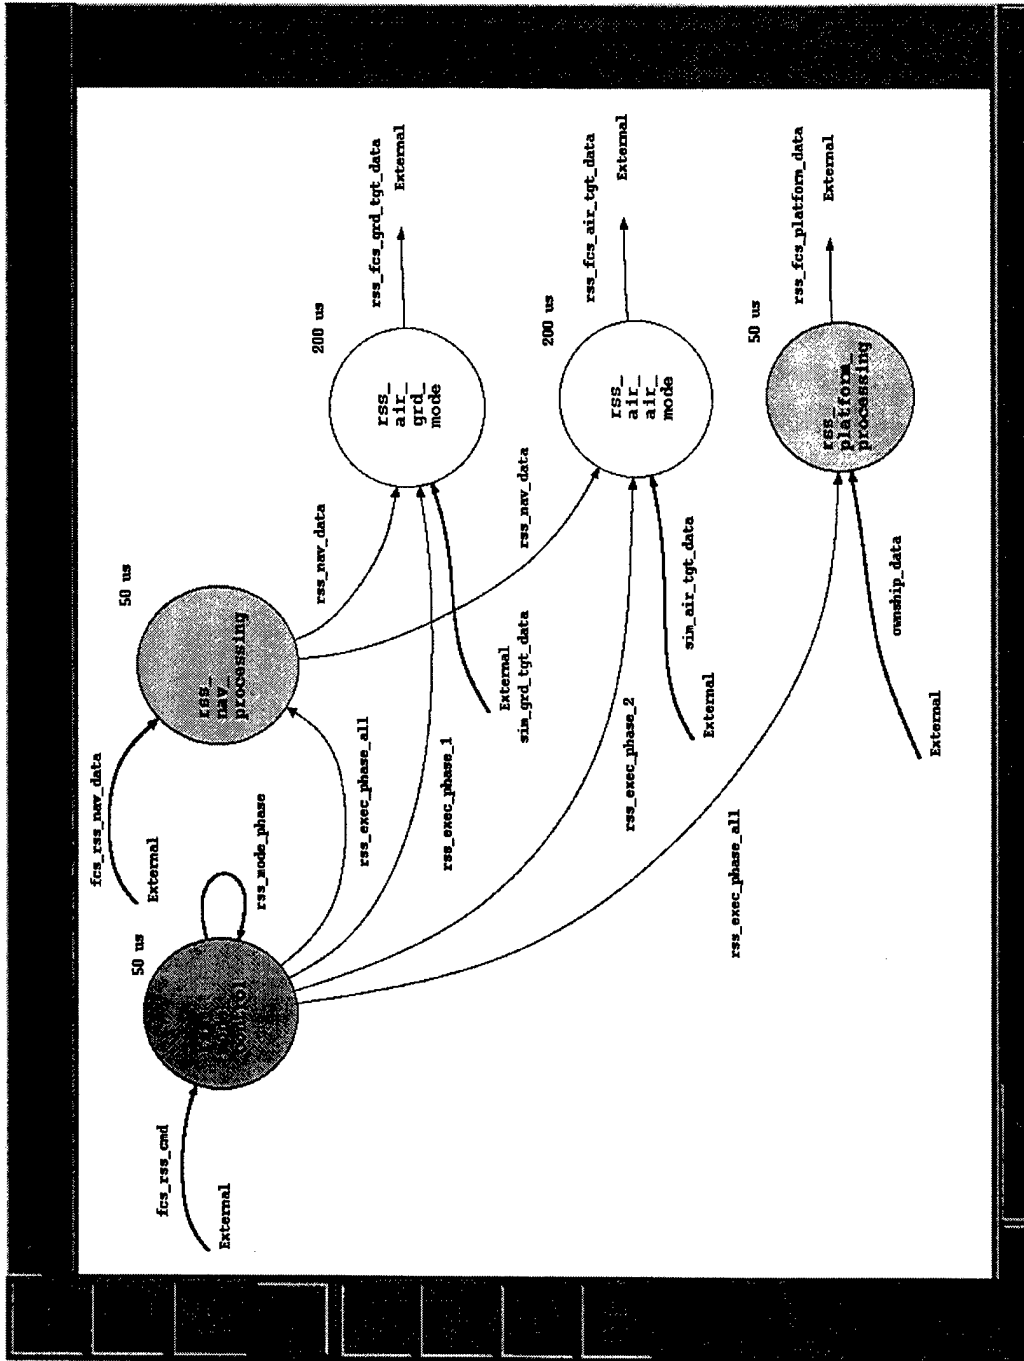 fcs_rss_nav_data
50 us
50 us
External
fcs_rss_cmd
control
rss_
nav_
processing
External
rss_mode_phase
rss_nav_data
200 us
rss_exec_phase_all
rss_fcs_grd_tgt_data
External
rss_
air_
grd_
mode
rss_exec_phase_1
External
sim_grd_tgt_data
rss_nav_data
200 us
rss_fcs_air_tgt_data
External
rss_
air_
air_
mode
rss_exec_phase_2
sim_air_tgt_data
External
rss_exec_phase_all
50 us
rss_fcs_platform_data
External
rss_
platform_
processing
ownship_data
External